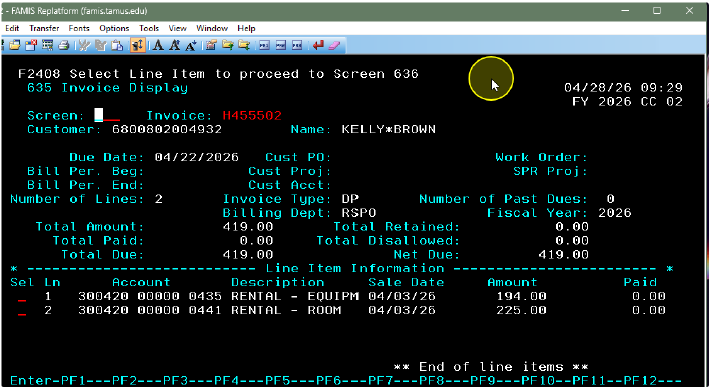 2 - FAMIS Replatform (famis.tamus.edu)
Edit Transfer Fonts Options Tools View Window Help
F2408 Select Line Item to proceed to Screen 636
635 Invoice Display 04/28/26 09:29
FY 2026 CC 02
Screen: Invoice: H455502
Customer: 6800802004932 Name: KELLY*BROWN
Due Date: 04/22/2026 Cust PO: Work Order:
Bill Per. Beg: Cust Proj: SPR Proj:
Bill Per. End: Cust Acct:
Number of Lines: 2 Invoice Type: DP Number of Past Dues: 0
Billing Dept: RSPO Fiscal Year: 2026
Total Amount: 419.00 Total Retained: 0.00
Total Paid: 0.00 Total Disallowed: 0.00
Total Due: 419.00 Net Due: 419.00
* ---------------------------- Line Item Information ------------------------- *
Sel Ln Account Description Sale Date Amount Paid
_ 1 300420 00000 0435 RENTAL - EQUIPM 04/03/26 194.00 0.00
_ 2 300420 00000 0441 RENTAL - ROOM 04/03/26 225.00 0.00
** End of line items **
Enter-PF1---PF2---PF3---PF4---PF5---PF6---PF7---PF8---PF9---PF10--PF11--PF12---